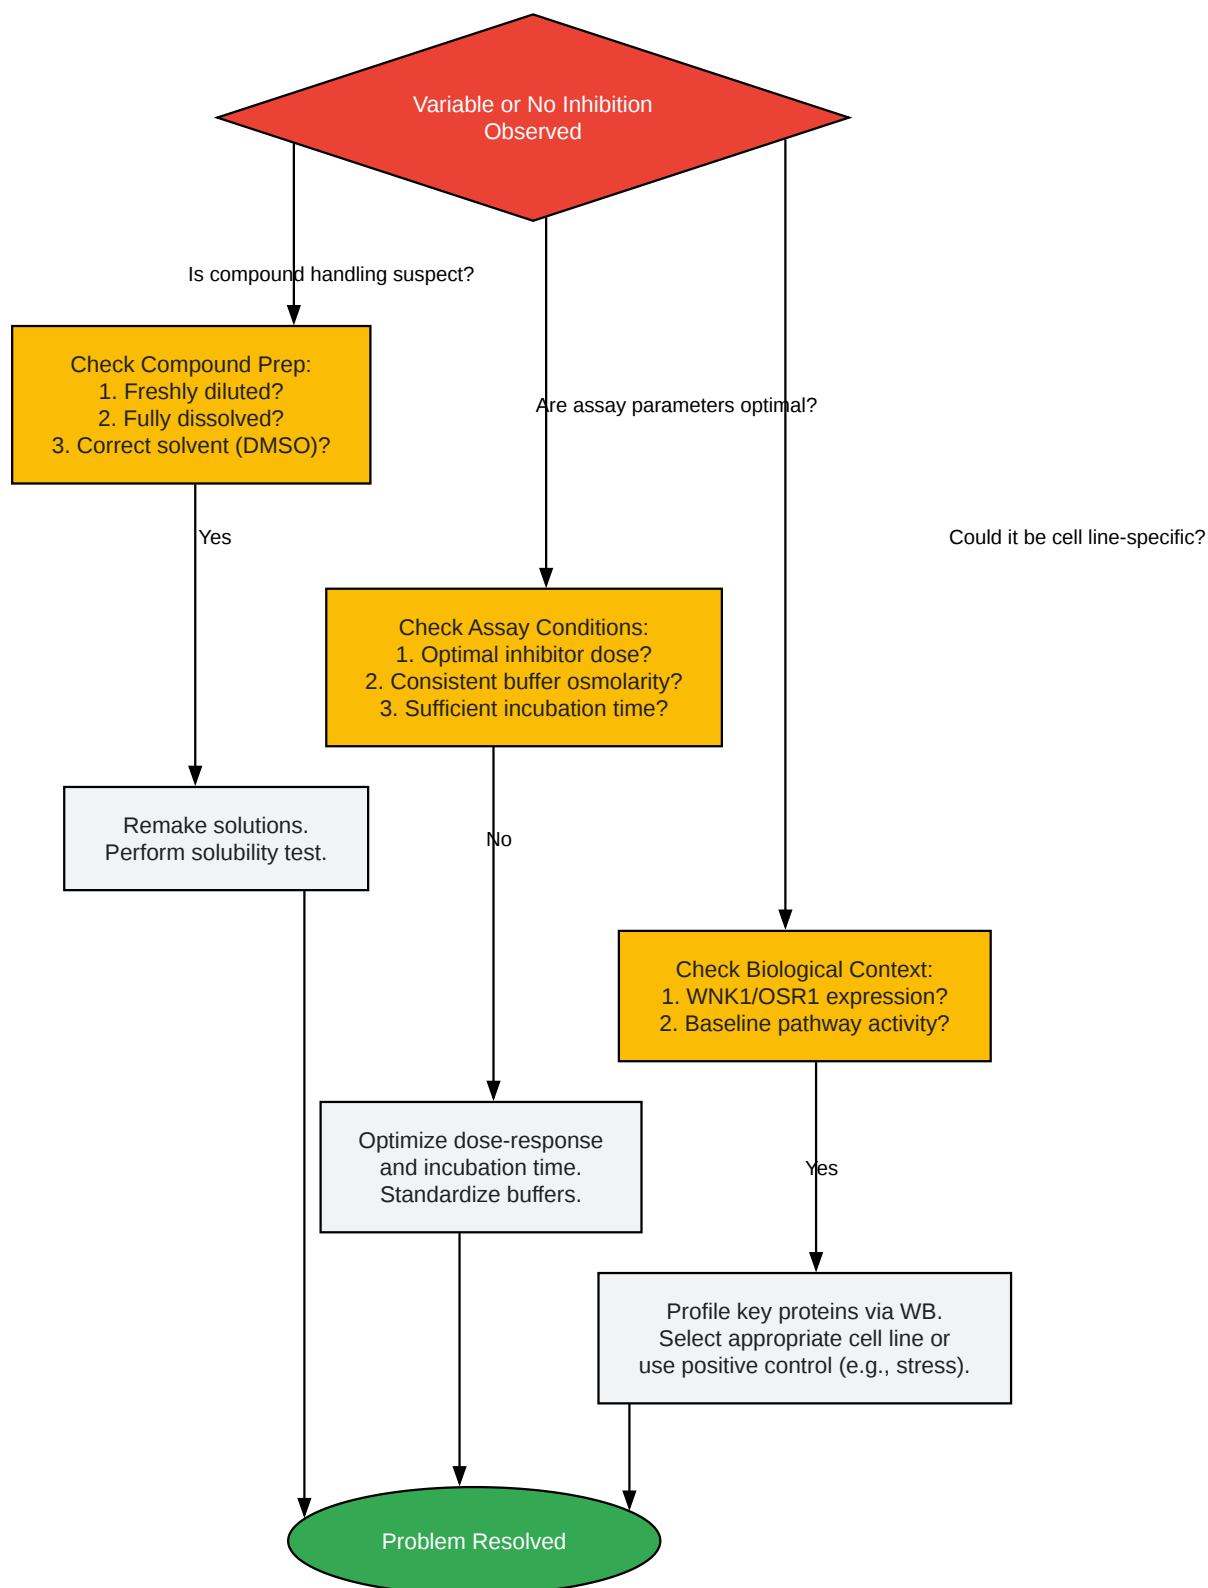 Variable or No Inhibition
Observed
Is compound handling suspect?
Check Compound Prep:
1. Freshly diluted?
2. Fully dissolved?
3. Correct solvent (DMSO)?
Are assay parameters optimal?
Yes
Could it be cell line-specific?
Check Assay Conditions:
1. Optimal inhibitor dose?
2. Consistent buffer osmolarity?
3. Sufficient incubation time?
Remake solutions.
Perform solubility test.
No
Check Biological Context:
1. WNK1/OSR1 expression?
2. Baseline pathway activity?
Optimize dose-response
and incubation time.
Standardize buffers.
Yes
Profile key proteins via WB.
Select appropriate cell line or
use positive control (e.g., stress).
Problem Resolved